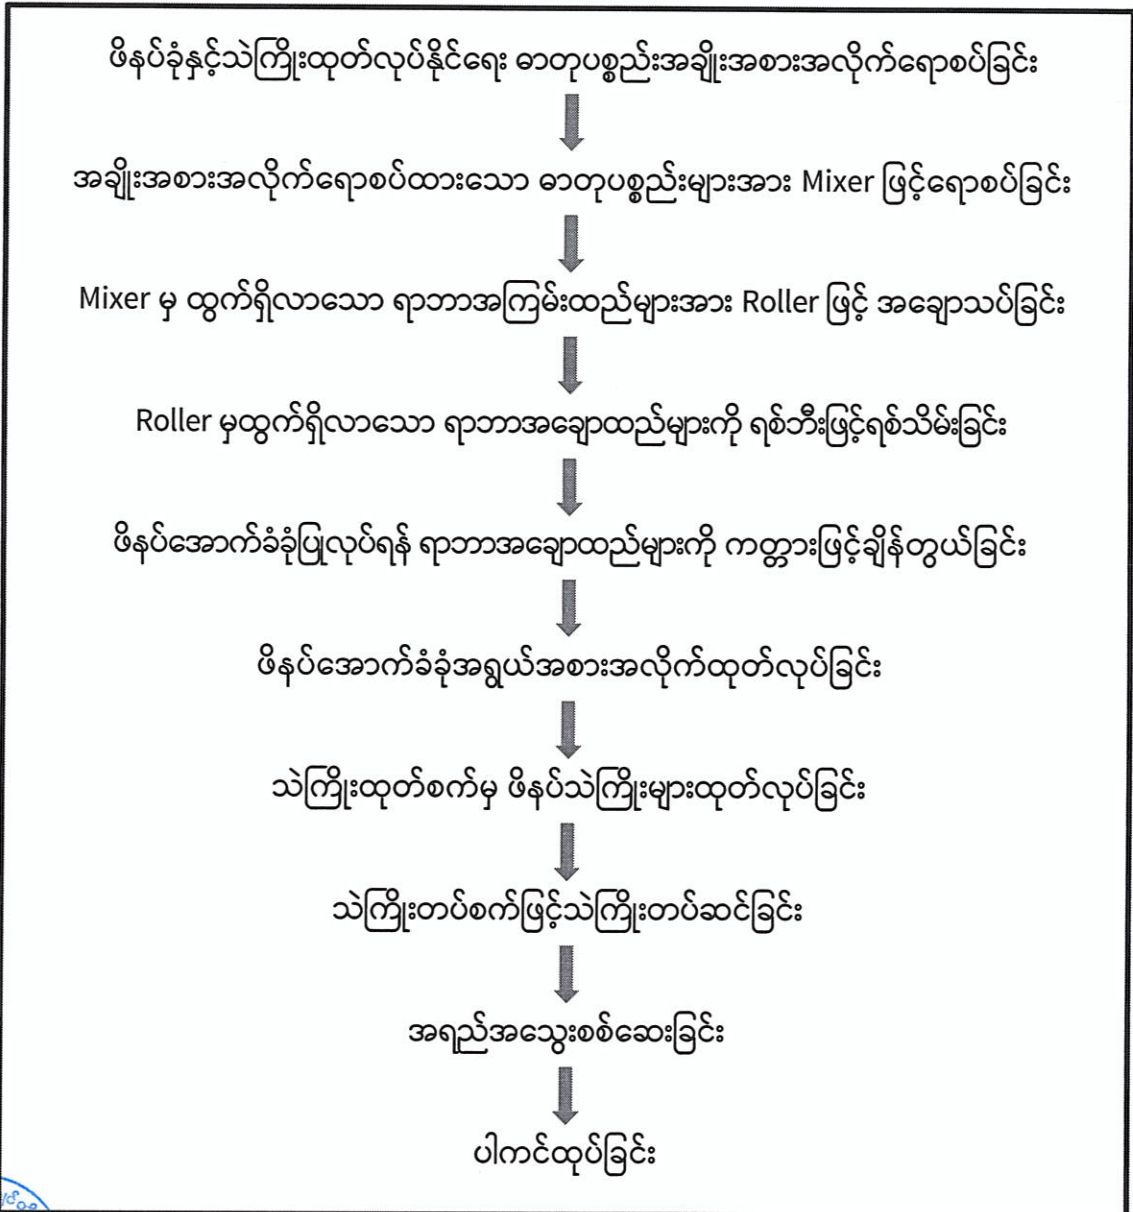 ဖိနပ်ခုံနှင့်သဲကြိုးထုတ်လုပ်နိုင်ရေး ဓာတုပစ္စည်းအချိုးအစားအလိုက်ရောစပ်ခြင်း
အချိုးအစားအလိုက်ရောစပ်ထားသော ဓာတုပစ္စည်းများအား Mixer ဖြင့်ရောစပ်ခြင်း
Mixer မှ ထွက်ရှိလာသော ရာဘာအကြမ်းထည်များအား Roller ဖြင့် အချောသပ်ခြင်း
Roller မှထွက်ရှိလာသော ရာဘာအချောထည်များကို ရစ်ဘီးဖြင့်ရစ်သိမ်းခြင်း
ဖိနပ်အောက်ခံခုံပြုလုပ်ရန် ရာဘာအချောထည်များကို ကတ္တားဖြင့်ချိန်တွယ်ခြင်း
ဖိနပ်အောက်ခံခုံအရွယ်အစားအလိုက်ထုတ်လုပ်ခြင်း
သဲကြိုးထုတ်စက်မှ ဖိနပ်သဲကြိုးများထုတ်လုပ်ခြင်း
သဲကြိုးတပ်စက်ဖြင့်သဲကြိုးတပ်ဆင်ခြင်း
အရည်အသွေးစစ်ဆေးခြင်း
ပါကင်ထုပ်ခြင်း